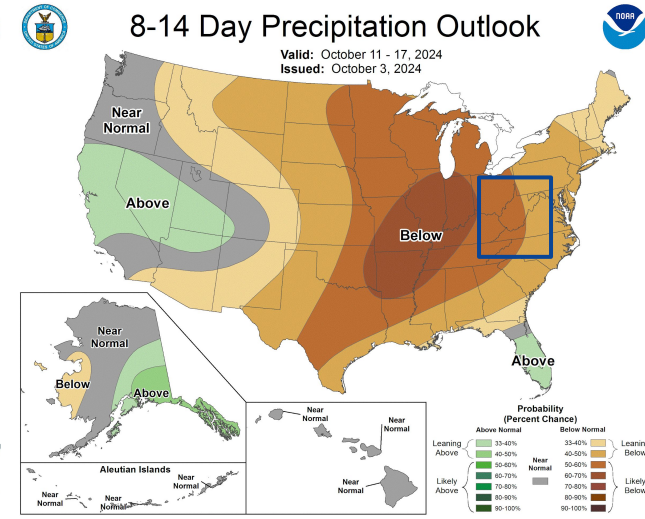 8-14 Day Precipitation Outlook
NOAA
Valid: October 11 - 17, 2024
Issued: October 3, 2024
Near
Normal
Above
Below
Above
Near
Normal
Below
Above
Aleutian Islands
Near
Normal
Near
Normal
Near
Normal
Near
Normal
Near
Normal
Near
Normal
Probability
(Percent Chance)
Above Normal
Below Normal
Leaning
Above
33-40%
40-50%
Likely
Above
50-60%
60-70%
70-80%
80-90%
90-100%
Near
Normal
33-40%
40-50%
50-60%
60-70%
70-80%
80-90%
90-100%
Leanin
Below
Likely
Below